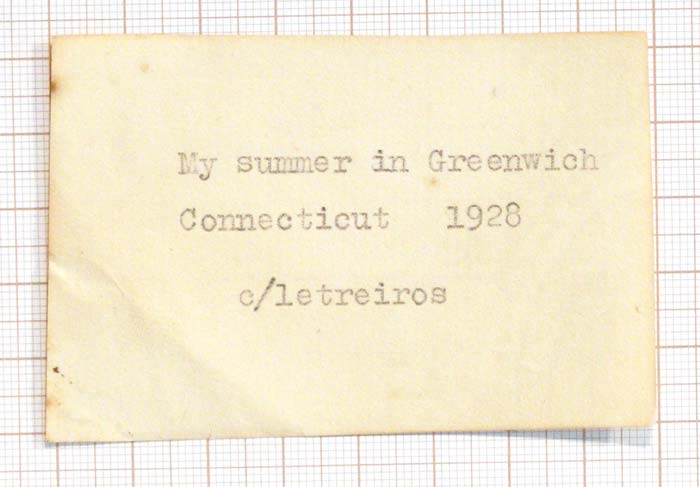 My summer in Greenwich
Connecticut 1928
c/letreiros